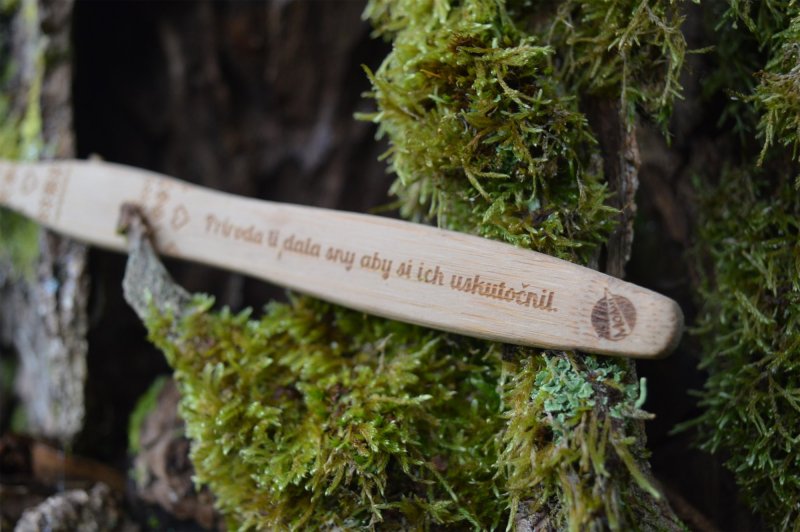 Príroda ti dala sny aby si ich uskutočnil.